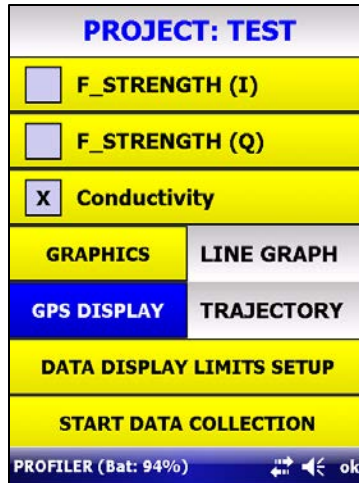 PROJECT: TEST
F_STRENGTH (I)
F_STRENGTH (Q)
X Conductivity
GRAPHICS LINE GRAPH
GPS DISPLAY TRAJECTORY
DATA DISPLAY LIMITS SETUP
START DATA COLLECTION
PROFILER (Bat: 94%) ok